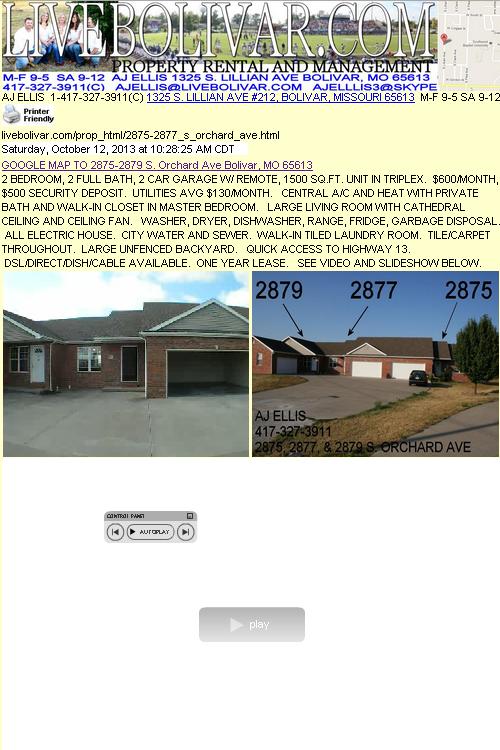 LIVEBOLIVAR.COM
PROPERTY RENTAL AND MANAGEMENT
M-F 9-5 SA 9-12 AJ ELLIS 1325 S. LILLIAN AVE BOLIVAR, MO 65613
417-327-3911(C) AJELLIS@LIVEBOLIVAR.COM AJELLLIS3@SKYPE
AJ ELLIS 1-417-327-3911(C) 1325 S. LILLIAN AVE #212, BOLIVAR, MISSOURI 65613 M-F 9-5 SA 9-12
Printer
Friendly
livebolivar.com/prop_html/2875-2877_s_orchard_ave.html
Saturday, October 12, 2013 at 10:28:25 AM CDT
GOOGLE MAP TO 2875-2879 S. Orchard Ave Bolivar, MO 65613
2 BEDROOM, 2 FULL BATH, 2 CAR GARAGE W/ REMOTE, 1500 SQ.FT. UNIT IN TRIPLEX. $600/MONTH,
$500 SECURITY DEPOSIT. UTILITIES AVG $130/MONTH. CENTRAL A/C AND HEAT WITH PRIVATE
BATH AND WALK-IN CLOSET IN MASTER BEDROOM. LARGE LIVING ROOM WITH CATHEDRAL
CEILING AND CEILING FAN. WASHER, DRYER, DISHWASHER, RANGE, FRIDGE, GARBAGE DISPOSAL.
ALL ELECTRIC HOUSE. CITY WATER AND SEWER. WALK-IN TILED LAUNDRY ROOM. TILE/CARPET
THROUGHOUT. LARGE UNFENCED BACKYARD. QUICK ACCESS TO HIGHWAY 13.
DSL/DIRECT/DISH/CABLE AVAILABLE. ONE YEAR LEASE. SEE VIDEO AND SLIDESHOW BELOW.
2879 2877 2875
AJ ELLIS
417-327-3911
2875, 2877, & 2879 S. ORCHARD AVE
CONTROL PANEL
AUTOPLAY
play